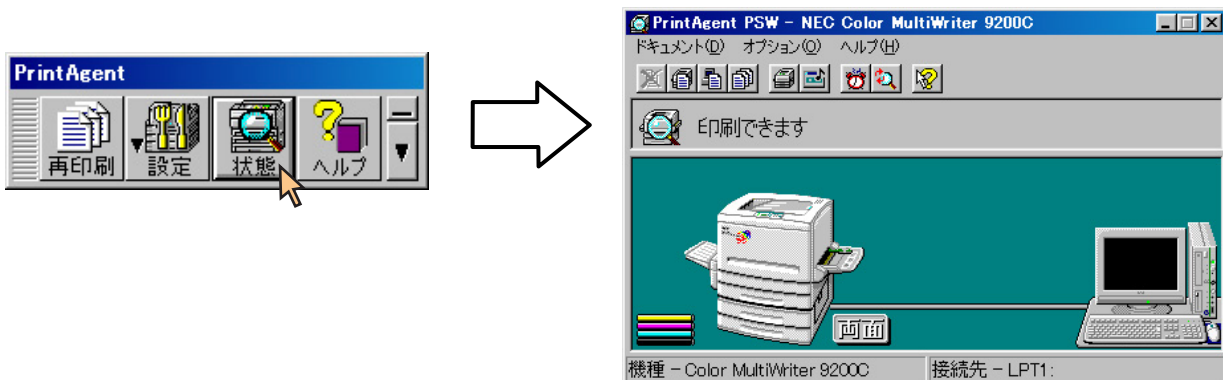 PrintAgent
再印刷
設定
状態
ヘルプ
PrintAgent PSW - NEC Color MultiWriter 9200C
ドキュメント(D) オプション(O) ヘルプ(H)
印刷できます
両面
機種 - Color MultiWriter 9200C
接続先 - LPT1: